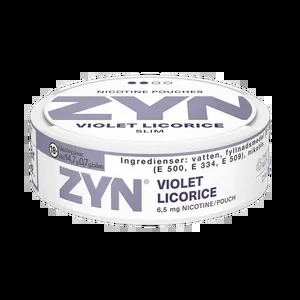 NICOTINE POUCHES
ZYN
VIOLET LICORICE
SLIM
18
Ingredienser: vatten, fyllnadsmedel
(E 500, E 334, E 509),
ZYN®
VIOLET
LICORICE
6,5 mg NICOTINE/POUCH